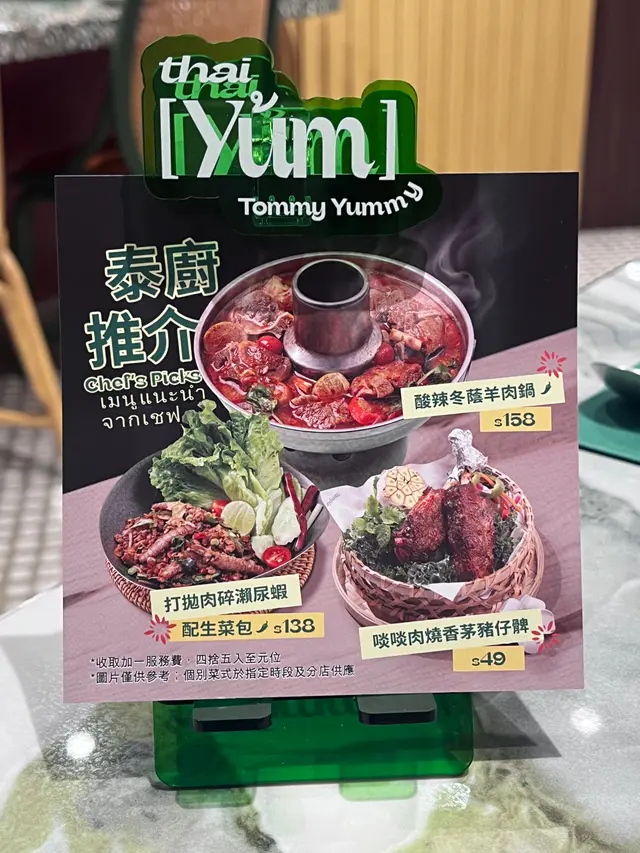 thai
[Yům]
Tommy Yummy
泰廚
推介
Chef's Picks
เมนูแนะนำ
จากเชฟ
酸辣冬蔭羊肉鍋
$158
打拋肉碎瀨尿蝦
配生菜包 $138
啖啖肉燒香茅豬仔髀
$49
*收取加一服務費，四捨五入至元位
*圖片僅供參考；個別菜式於指定時段及分店供應